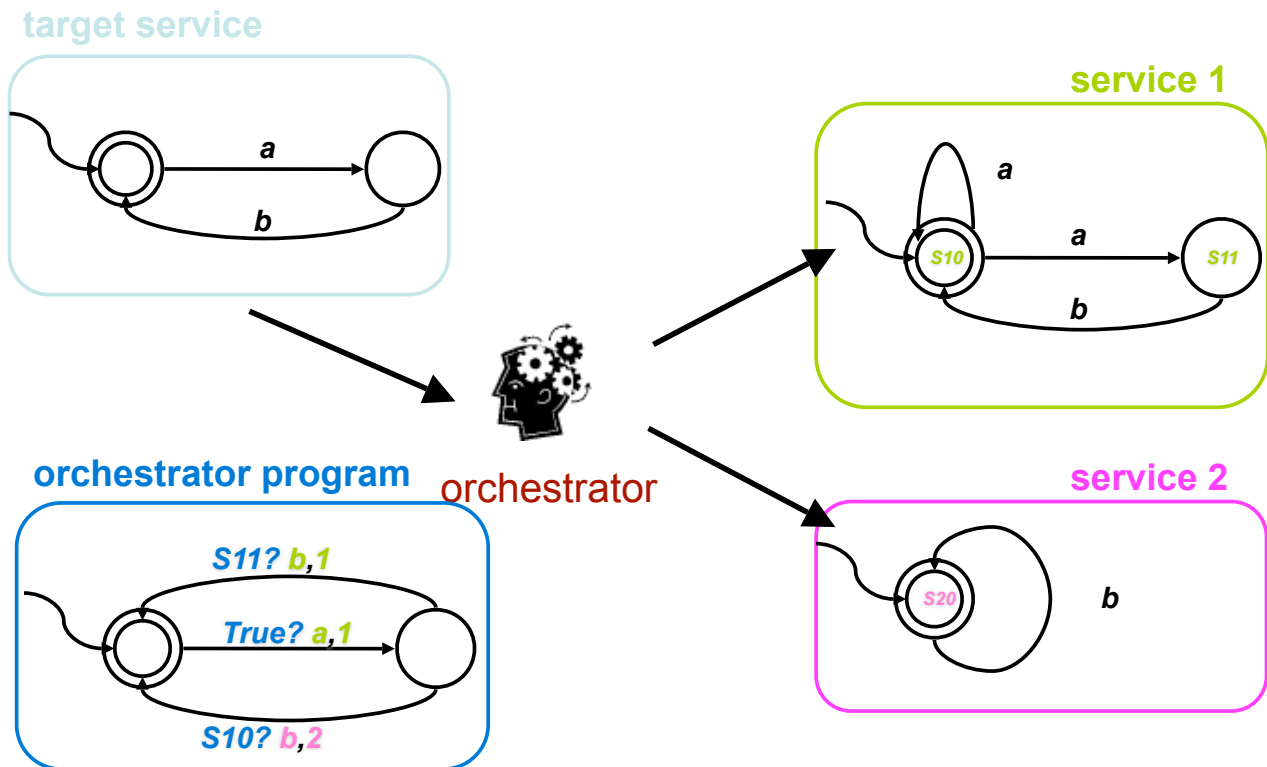 target service
a
b
service 1
a
a
S10
S11
b
orchestrator
orchestrator program
S11? b,1
True? a,1
S10? b,2
service 2
S20
b